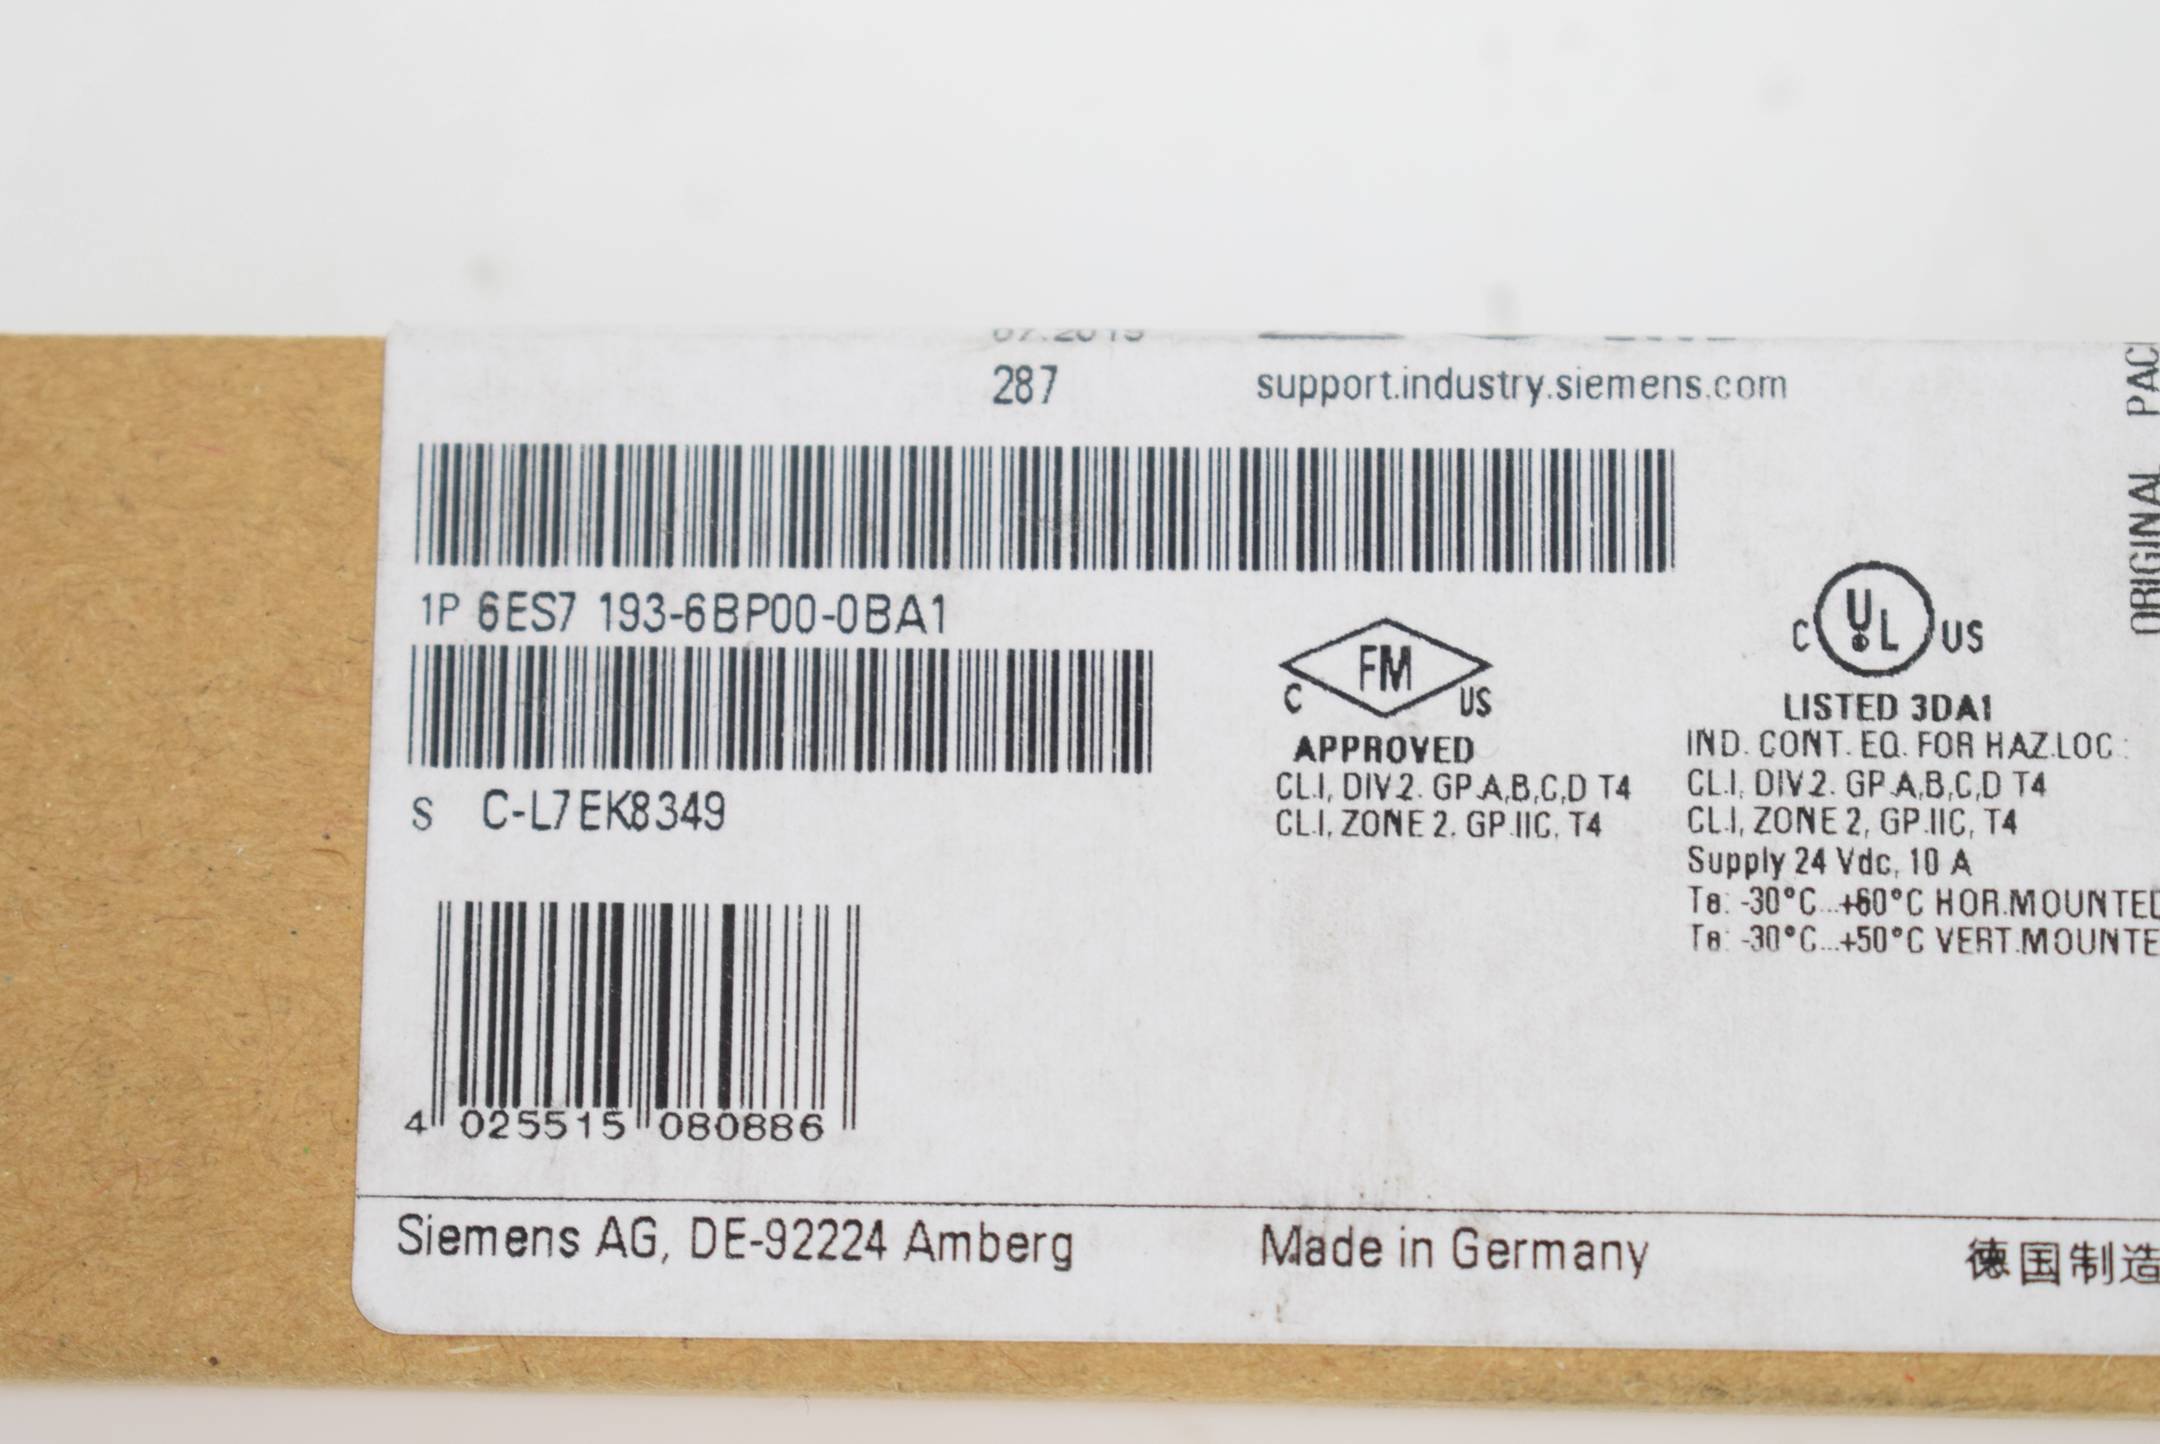 287
support.industry.siemens.com
1P 6ES7 193-6BP00-0BA1
S C-L7EK8349
4 025515 080886
FM
C US
APPROVED
CL.I, DIV.2. GP.A,B,C,D T4
CL.I, ZONE 2, GP.IIC, T4
C UL US
LISTED 3DA1
IND. CONT. EQ. FOR HAZ.LOC.:
CL.I, DIV.2. GP.A,B,C,D T4
CL.I, ZONE 2, GP.IIC, T4
Supply 24 Vdc, 10 A
Ta: -30°C...+60°C HOR.MOUNTED
Ta: -30°C...+50°C VERT.MOUNTE
ORIGINAL PAC
Siemens AG, DE-92224 Amberg
Made in Germany
德国制造